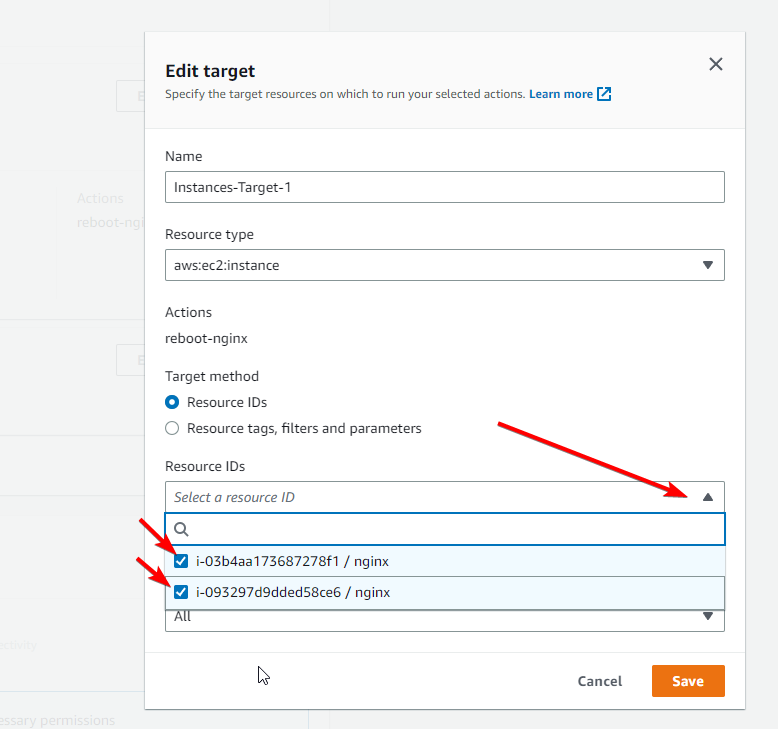 Edit target
Specify the target resources on which to run your selected actions. Learn more
Name
Instances-Target-1
Resource type
aws:ec2:instance
Actions
reboot-nginx
Target method
Resource IDs
Resource tags, filters and parameters
Resource IDs
Select a resource ID
i-03b4aa173687278f1 / nginx
i-093297d9dded58ce6 / nginx
All
Cancel
Save
Actions
reboot-ngi
essary permissions